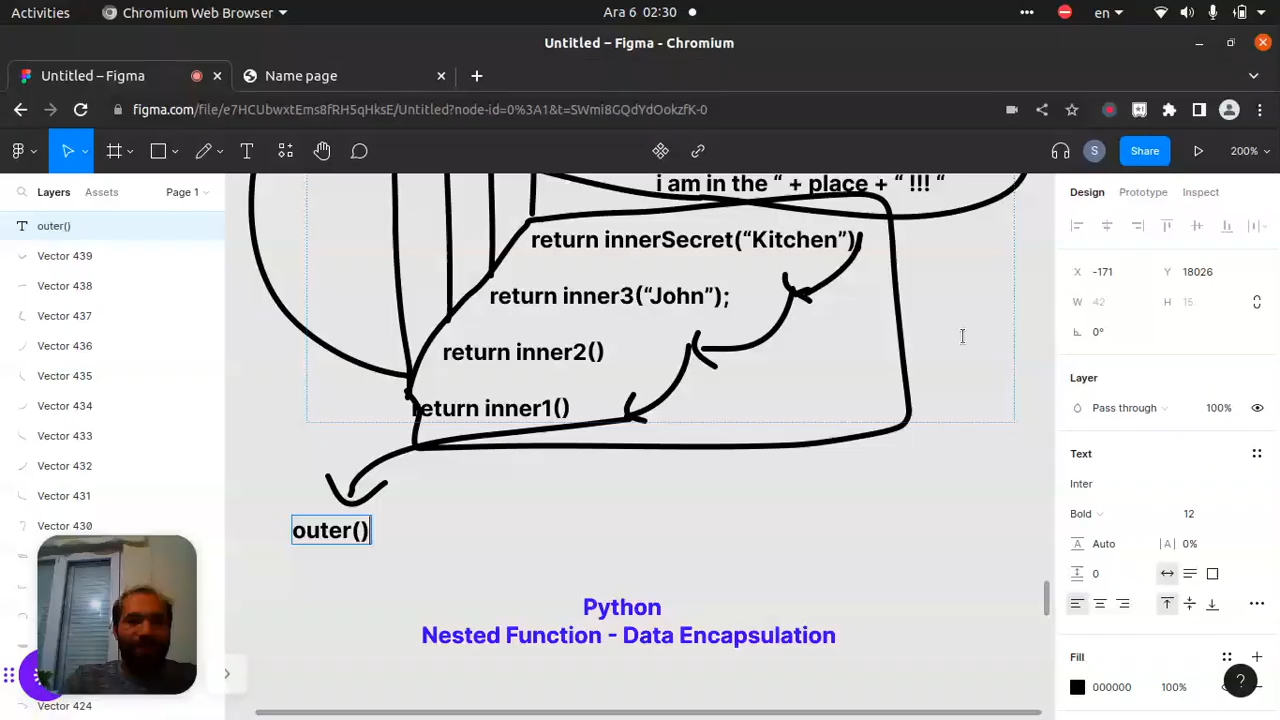 Activities
Chromium Web Browser
Ara 6 02:30
en
Untitled – Figma - Chromium
Untitled – Figma
Name page
figma.com/file/e7HCUbwxtEms8fRH5qHksE/Untitled?node-id=0%3A1&t=SWmi8GQdYdOokzfK-0
S
Share
200%
Layers
Assets
Page 1
outer()
Vector 439
Vector 438
Vector 437
Vector 436
Vector 435
Vector 434
Vector 433
Vector 432
Vector 431
Vector 430
Vector 424
i am in the “ + place + “ !!! “
return innerSecret(“Kitchen”);
return inner3(“John”);
return inner2()
return inner1()
outer()
Python
Nested Function - Data Encapsulation
Design
Prototype
Inspect
X -171
Y 18026
W 42
H 15
0°
Layer
Pass through
100%
Text
Inter
Bold
12
Auto
0%
0
Fill
000000
100%
?